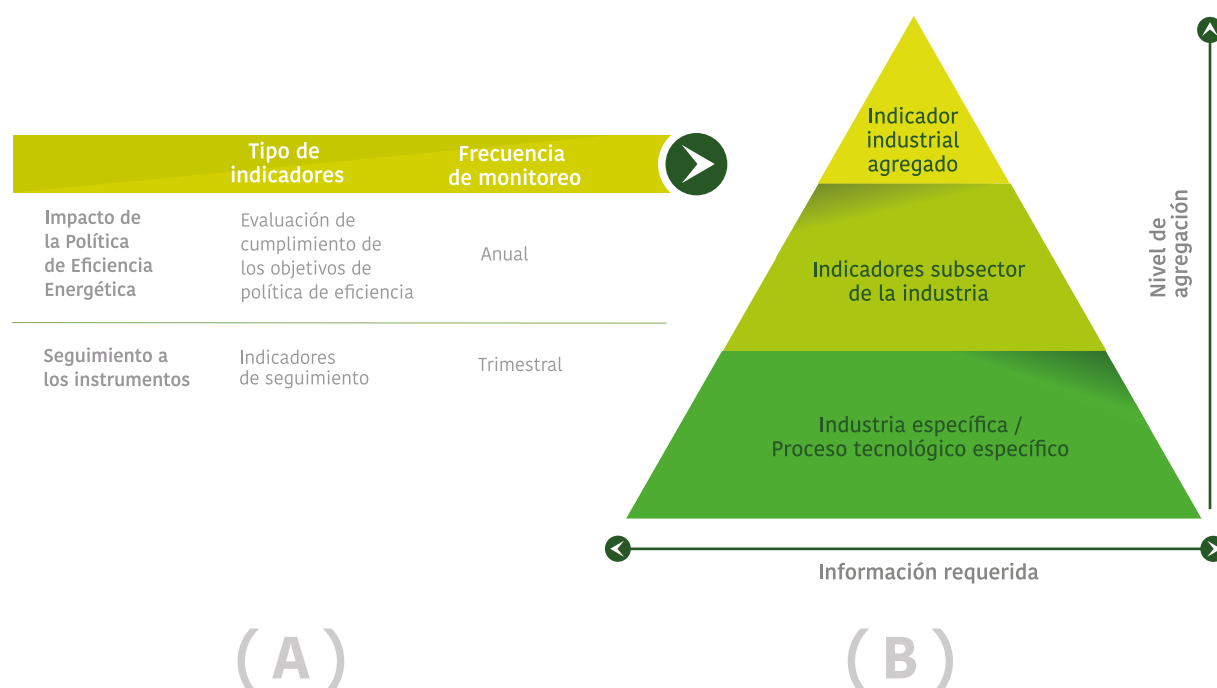 Tipo de
indicadores
Frecuencia
de monitoreo
Impacto de
la Política
de Eficiencia
Energética
Evaluación de
cumplimiento de
los objetivos de
política de eficiencia
Anual
Seguimiento a
los instrumentos
Indicadores
de seguimiento
Trimestral
( A )
Indicador
industrial
agregado
Indicadores subsector
de la industria
Industria específica /
Proceso tecnológico específico
Nivel de
agregación
Información requerida
( B )